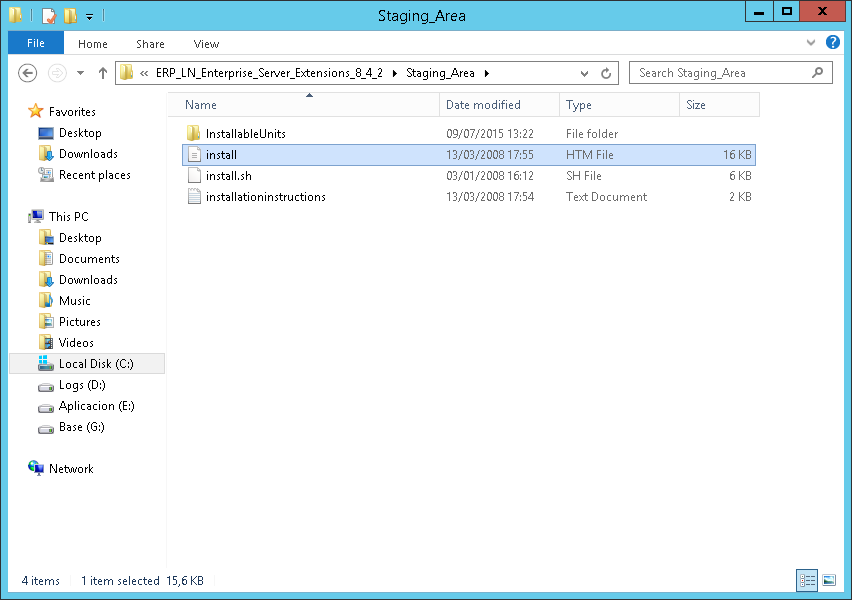 Staging_Area
File Home Share View
« ERP_LN_Enterprise_Server_Extensions_8_4_2 Staging_Area Search Staging_Area
Name Date modified Type Size
Favorites
Desktop
Downloads
Recent places
This PC
Desktop
Documents
Downloads
Music
Pictures
Videos
Local Disk (C:)
Logs (D:)
Aplicacion (E:)
Base (G:)
Network
InstallableUnits 09/07/2015 13:22 File folder
install 13/03/2008 17:55 HTM File 16 KB
install.sh 03/01/2008 16:12 SH File 6 KB
installationinstructions 13/03/2008 17:54 Text Document 2 KB
4 items 1 item selected 15,6 KB